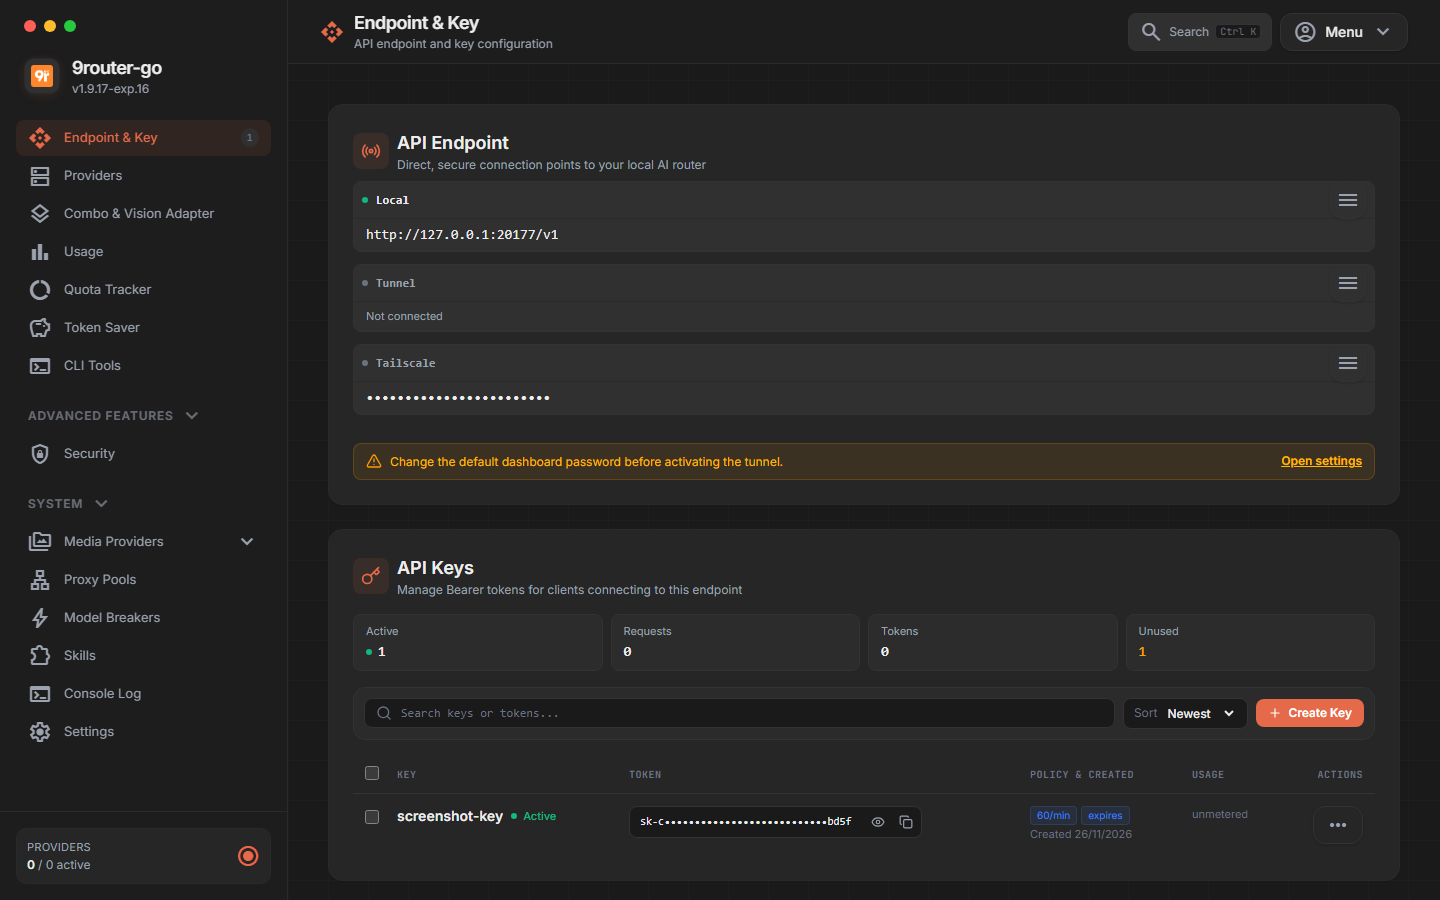 9router-go
v1.9.17-exp.16
Endpoint & Key
1
Providers
Combo & Vision Adapter
Usage
Quota Tracker
Token Saver
CLI Tools
ADVANCED FEATURES
Security
SYSTEM
Media Providers
Proxy Pools
Model Breakers
Skills
Console Log
Settings
PROVIDERS
0 / 0 active
Endpoint & Key
API endpoint and key configuration
Search Ctrl K
Menu
API Endpoint
Direct, secure connection points to your local AI router
Local
http://127.0.0.1:20177/v1
Tunnel
Not connected
Tailscale
••••••••••••••••••••••••
Change the default dashboard password before activating the tunnel.
Open settings
API Keys
Manage Bearer tokens for clients connecting to this endpoint
Active
1
Requests
0
Tokens
0
Unused
1
Search keys or tokens...
Sort Newest
+ Create Key
KEY TOKEN POLICY & CREATED USAGE ACTIONS
screenshot-key Active
sk-c•••••••••••••••••••••••••••bd5f
60/min expires
Created 26/11/2026
unmetered